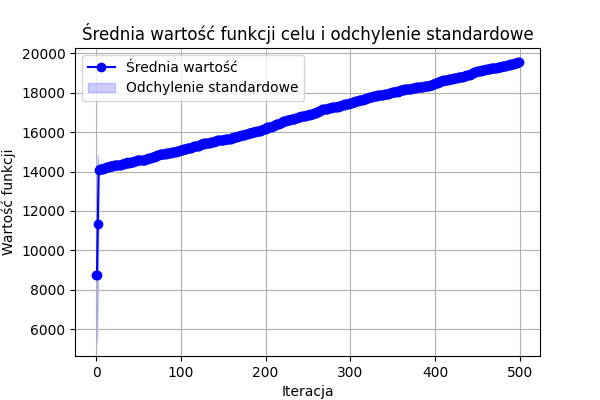 Średnia wartość funkcji celu i odchylenie standardowe
Średnia wartość
Odchylenie standardowe
Wartość funkcji
20000
18000
16000
14000
12000
10000
8000
6000
0 100 200 300 400 500
Iteracja